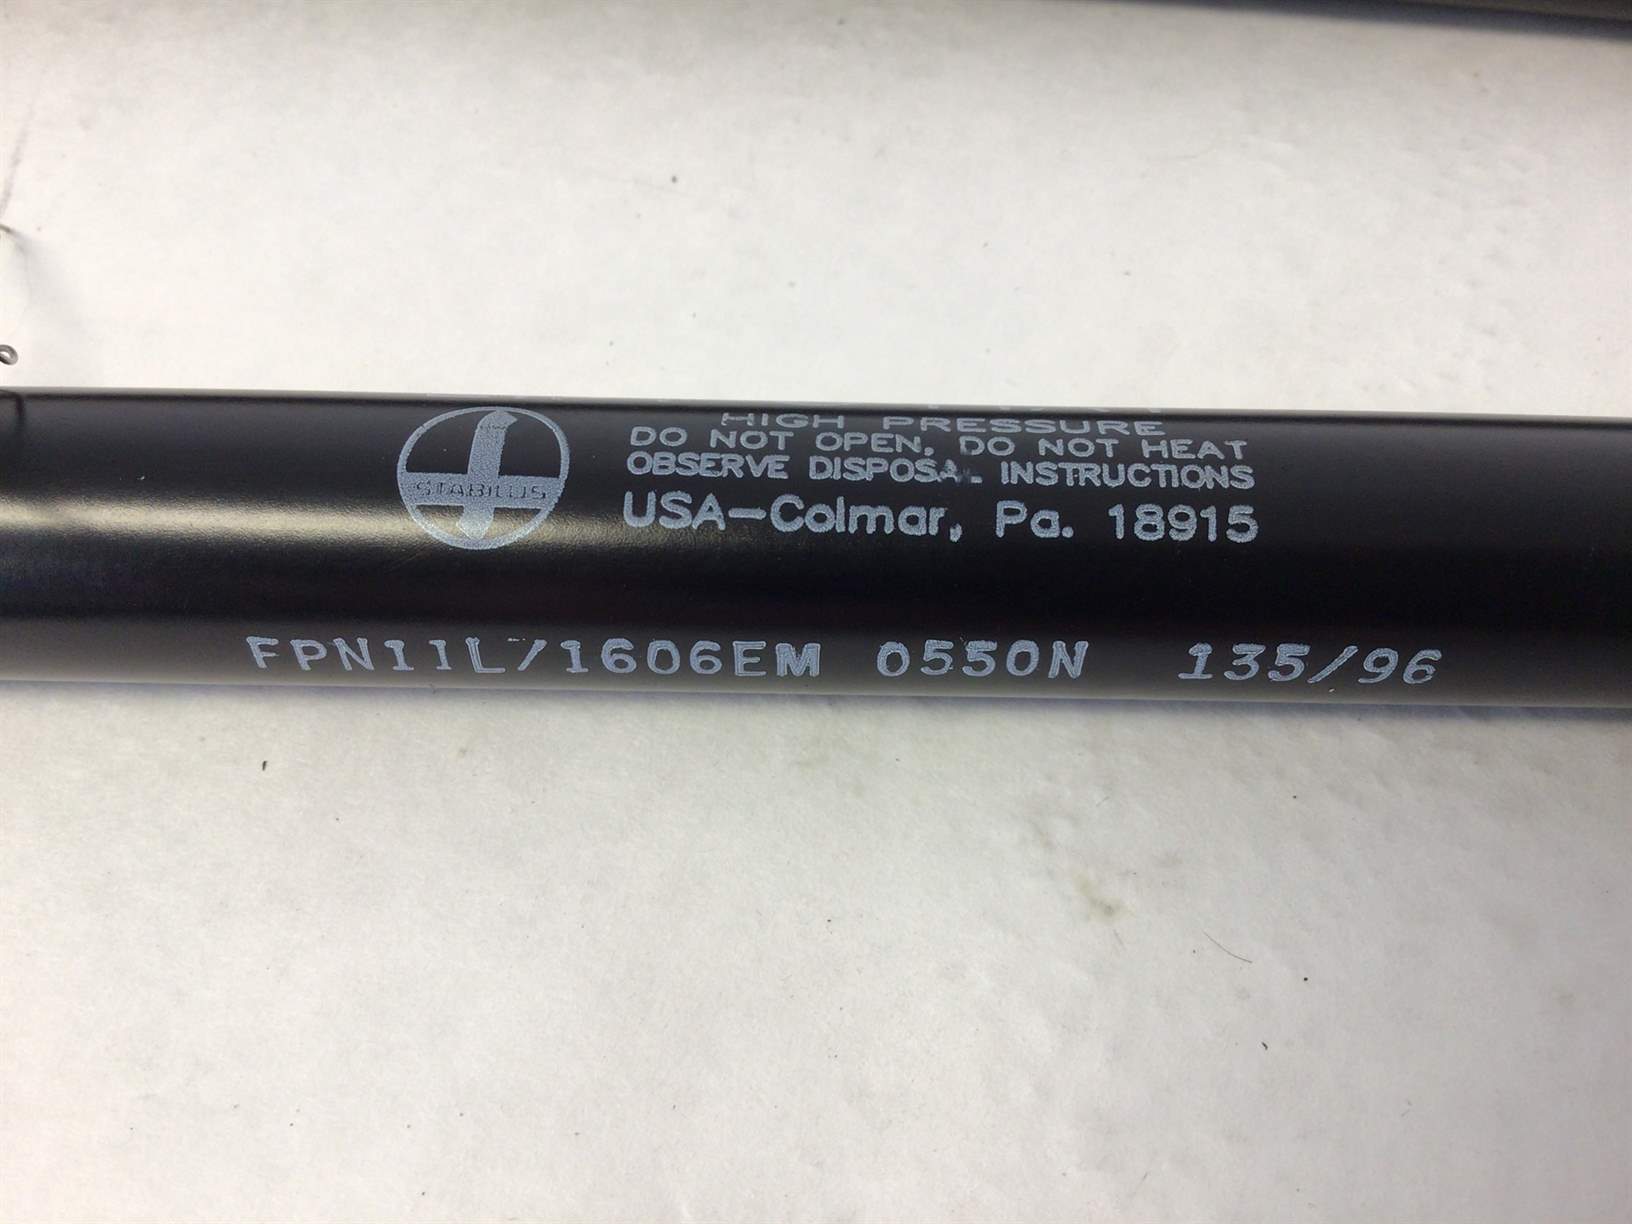 HIGH PRESSURE
DO NOT OPEN, DO NOT HEAT
OBSERVE DISPOSAL INSTRUCTIONS
STABILUS
USA-Colmar, Pa. 18915
FPN11L7/1606EM 0550N 135/96